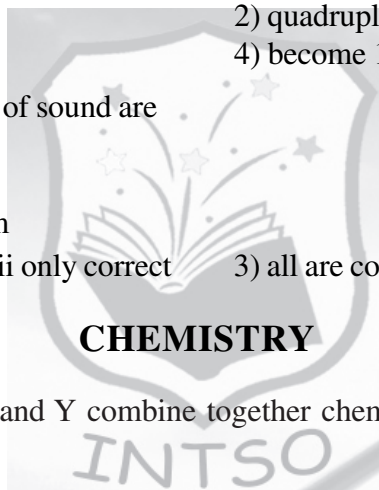 2) quadrupl
4) become 1
of sound are
ii only correct 3) all are co
CHEMISTRY
and Y combine together chem
INTSO